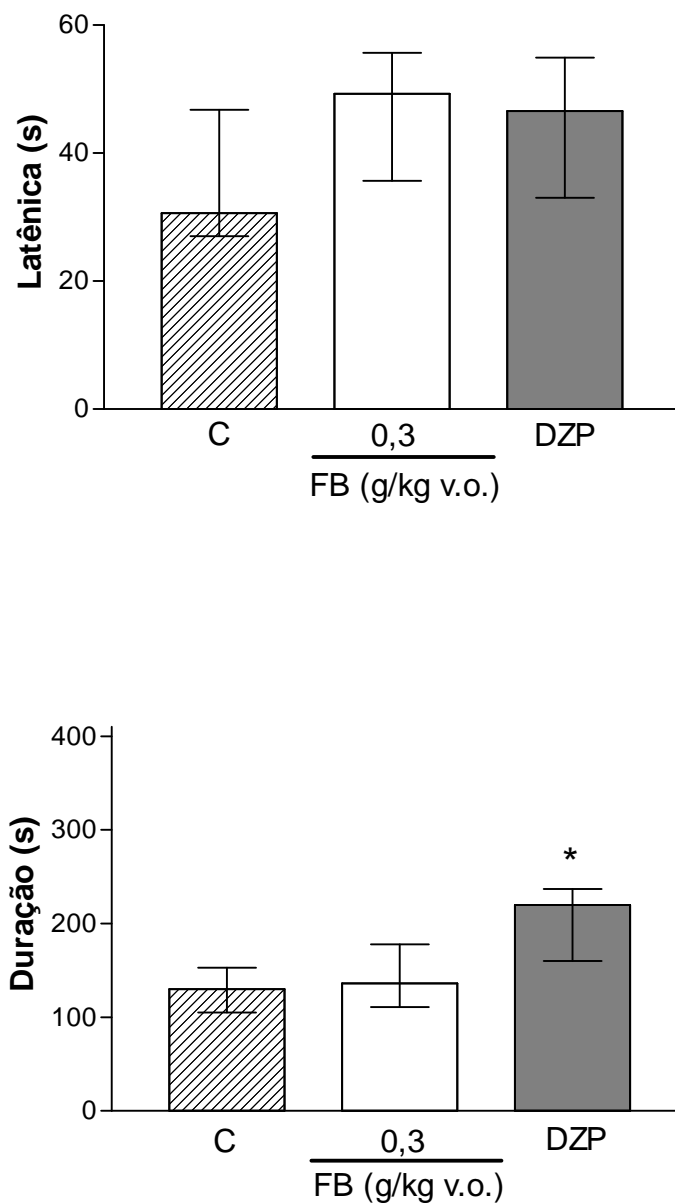 Latênica (s)
60
40
20
0
C
0,3
DZP
FB (g/kg v.o.)
Duração (s)
400
300
200
100
0
*
C
0,3
DZP
FB (g/kg v.o.)